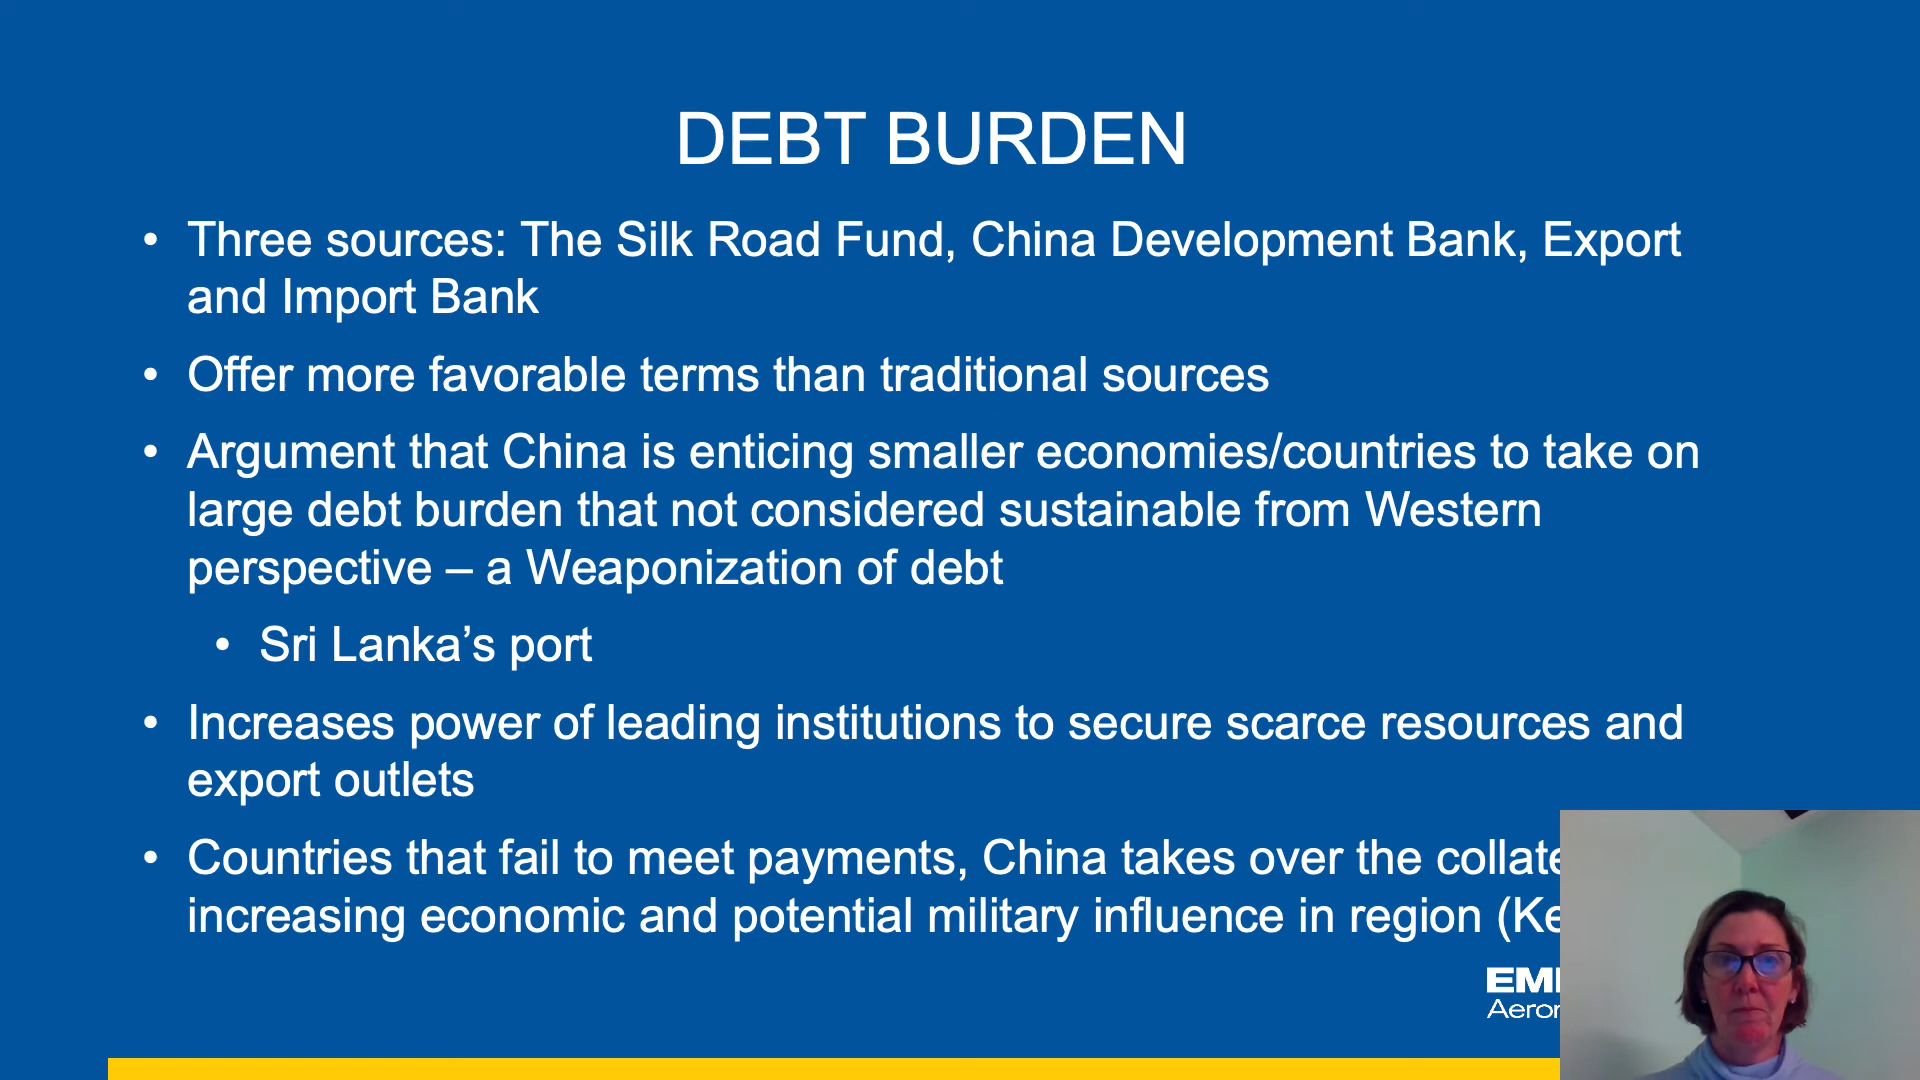 DEBT BURDEN
• Three sources: The Silk Road Fund, China Development Bank, Export
and Import Bank
• Offer more favorable terms than traditional sources
• Argument that China is enticing smaller economies/countries to take on
large debt burden that not considered sustainable from Western
perspective – a Weaponization of debt
• Sri Lanka’s port
• Increases power of leading institutions to secure scarce resources and
export outlets
• Countries that fail to meet payments, China takes over the
increasing economic and potential military influence in region